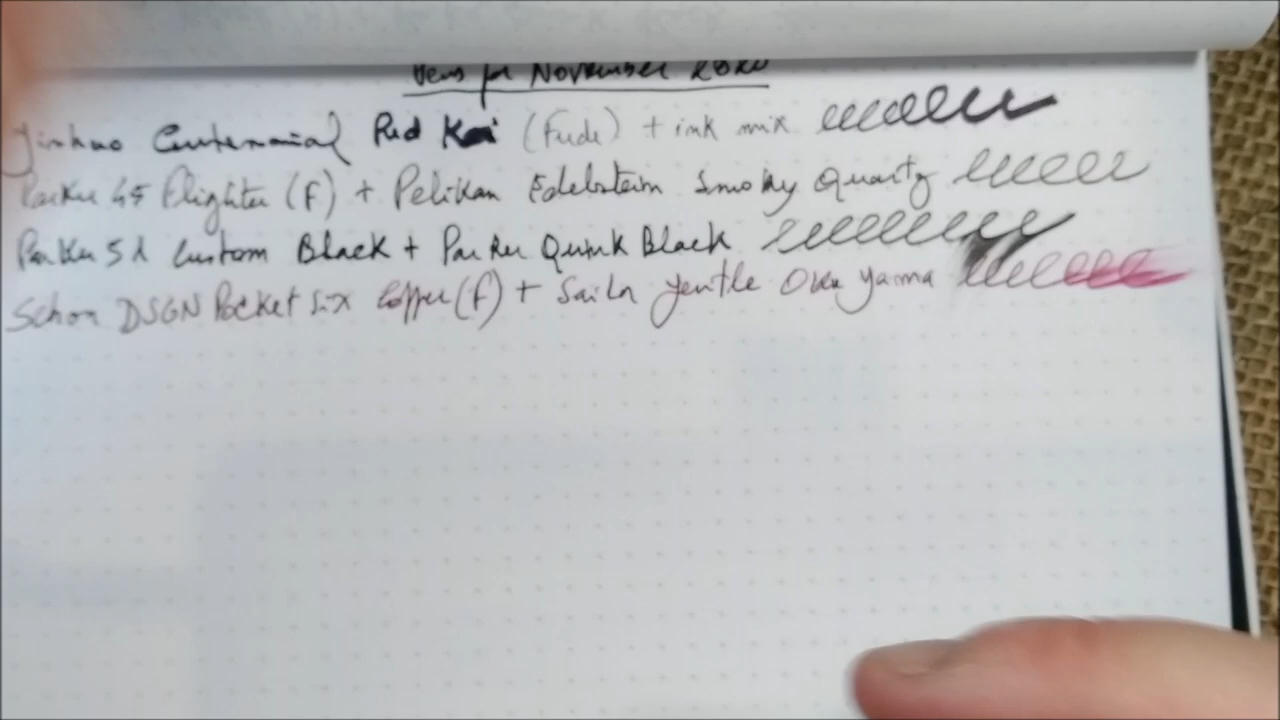 Pens for November 2020
Jinhao Centennial Red Koi (Fude) + ink mix
Parker 45 Flighter (F) + Pelikan Edelstein Smoky Quartz
Parker 51 Custom Black + Parker Quink Black
Schon DSGN Pocket Six Copper (F) + Sailor Jentle Oku Yama